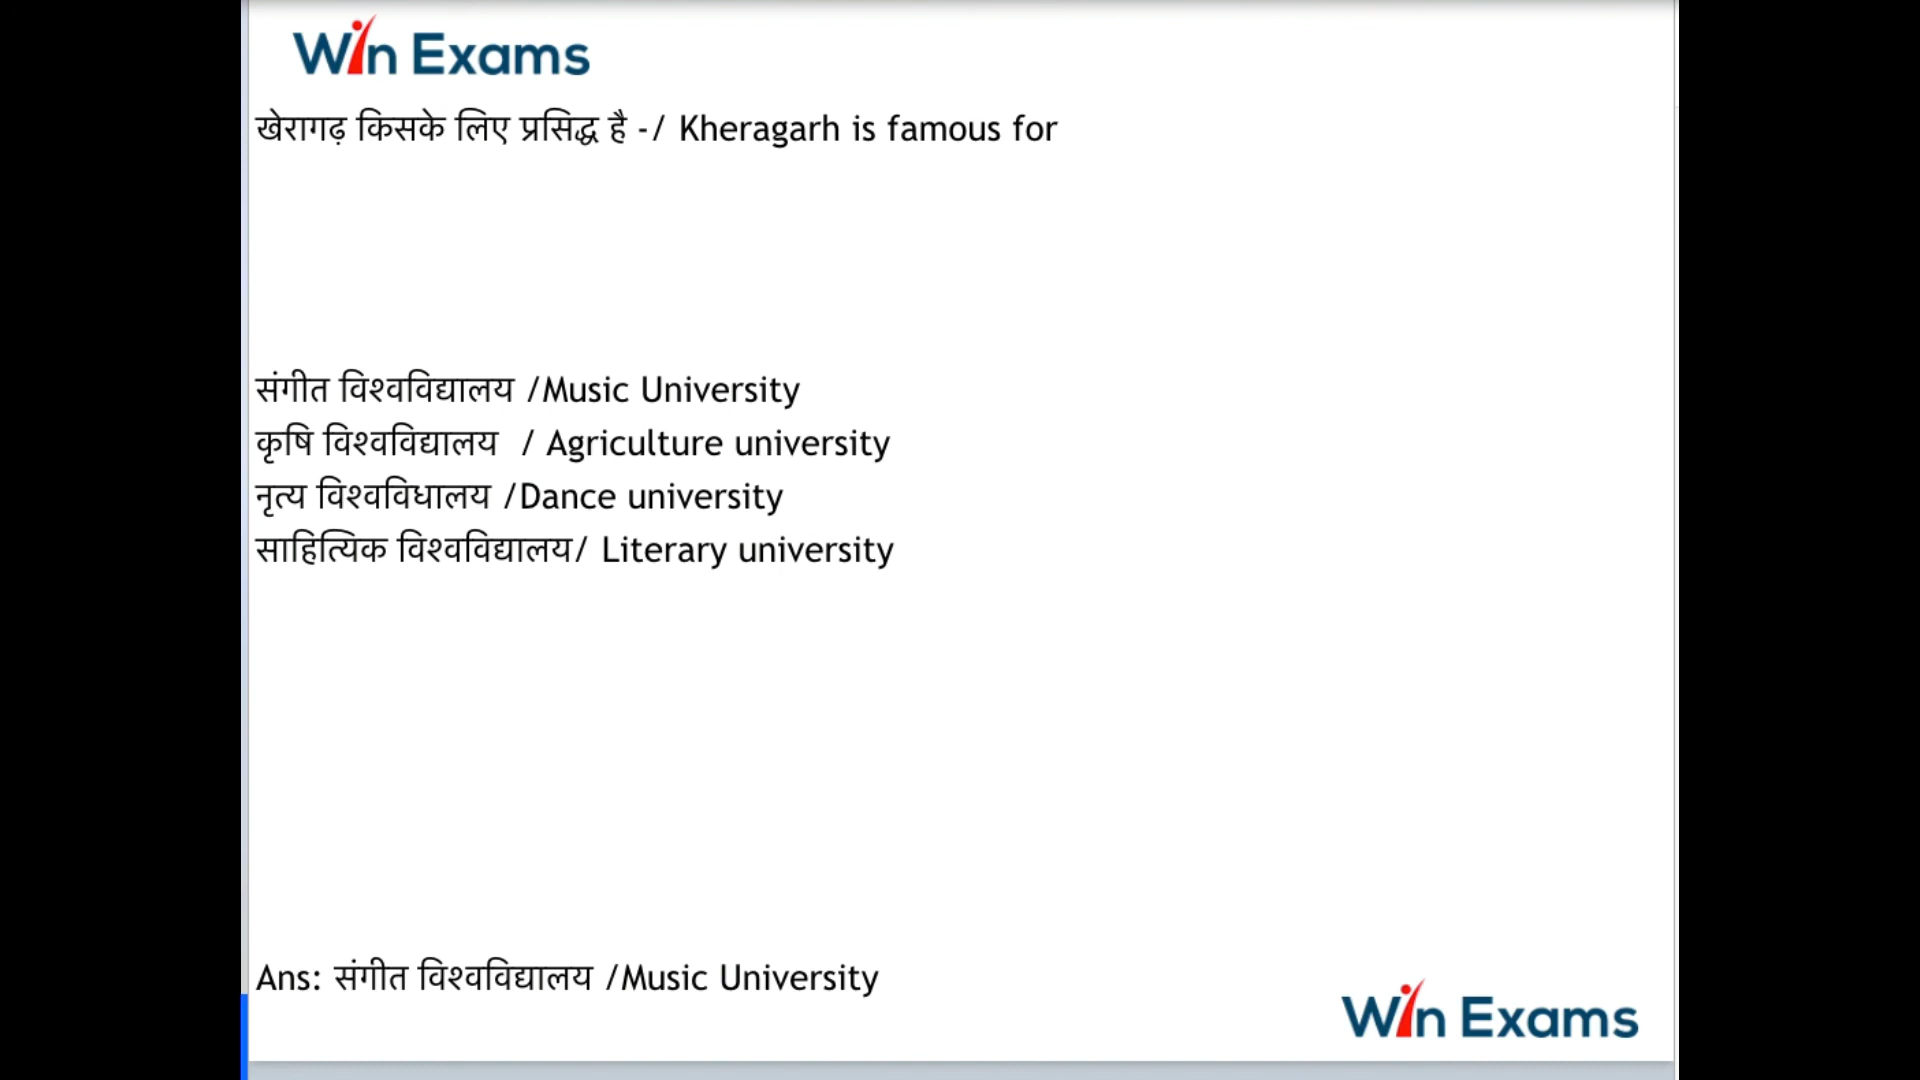 Win Exams
खेरागढ़ किसके लिए प्रसिद्ध है -/ Kheragarh is famous for
संगीत विश्वविद्यालय /Music University
कृषि विश्वविद्यालय  / Agriculture university
नृत्य विश्वविधालय /Dance university
साहित्यिक विश्वविद्यालय/ Literary university
Ans: संगीत विश्वविद्यालय /Music University
Win Exams